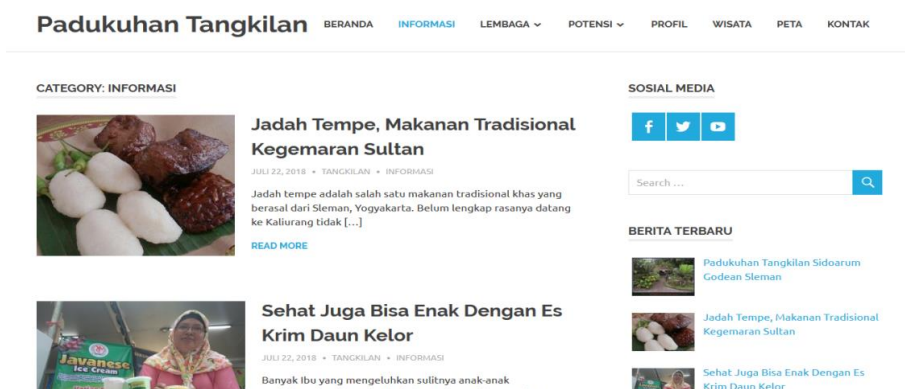 Padukuhan Tangkilan
BERANDA INFORMASI LEMBAGA POTENSI PROFIL WISATA PETA KONTAK
CATEGORY: INFORMASI
Jadah Tempe, Makanan Tradisional
Kegemaran Sultan
JULI 22, 2018 • TANGKILAN • INFORMASI
Jadah tempe adalah salah satu makanan tradisional khas yang
berasal dari Sleman, Yogyakarta. Belum lengkap rasanya datang
ke Kaliurang tidak […]
READ MORE
Javanese
Ice Cream
Sehat Juga Bisa Enak Dengan Es
Krim Daun Kelor
JULI 22, 2018 • TANGKILAN • INFORMASI
Banyak Ibu yang mengeluhkan sulitnya anak-anak
SOSIAL MEDIA
Search …
BERITA TERBARU
Padukuhan Tangkilan Sidoarum
Godean Sleman
Jadah Tempe, Makanan Tradisional
Kegemaran Sultan
Sehat Juga Bisa Enak Dengan Es
Krim Daun Kelor